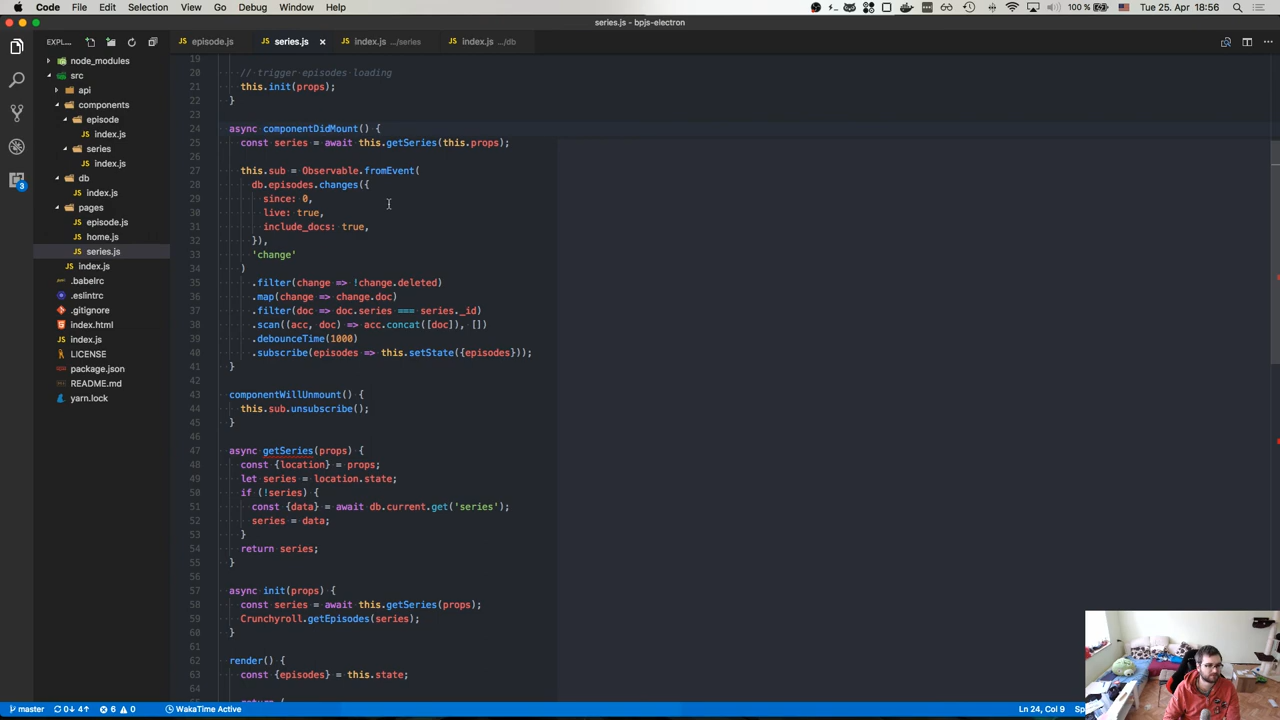 Code File Edit Selection View Go Debug Window Help 100 % Tue 25. Apr 18:56
series.js — bpjs-electron
EXPL...
episode.js series.js × index.js .../series index.js .../db
node_modules
src
api
components
episode
JS index.js
series
JS index.js
db
JS index.js
pages
JS episode.js
JS home.js
JS series.js
JS index.js
.babelrc
.eslintrc
.gitignore
index.html
JS index.js
LICENSE
package.json
README.md
yarn.lock
3
19
20 // trigger episodes loading
21 this.init(props);
22 }
23
24 async componentDidMount() {
25 const series = await this.getSeries(this.props);
26
27 this.sub = Observable.fromEvent(
28 db.episodes.changes({
29 since: 0,
30 live: true,
31 include_docs: true,
32 }),
33 'change'
34 )
35 .filter(change => !change.deleted)
36 .map(change => change.doc)
37 .filter(doc => doc.series === series._id)
38 .scan((acc, doc) => acc.concat([doc]), [])
39 .debounceTime(1000)
40 .subscribe(episodes => this.setState({episodes}));
41 }
42
43 componentWillUnmount() {
44 this.sub.unsubscribe();
45 }
46
47 async getSeries(props) {
48 const {location} = props;
49 let series = location.state;
50 if (!series) {
51 const {data} = await db.current.get('series');
52 series = data;
53 }
54 return series;
55 }
56
57 async init(props) {
58 const series = await this.getSeries(props);
59 Crunchyroll.getEpisodes(series);
60 }
61
62 render() {
63 const {episodes} = this.state;
64
return (
master 0↓ 4↑ 6 0 WakaTime Active Ln 24, Col 9